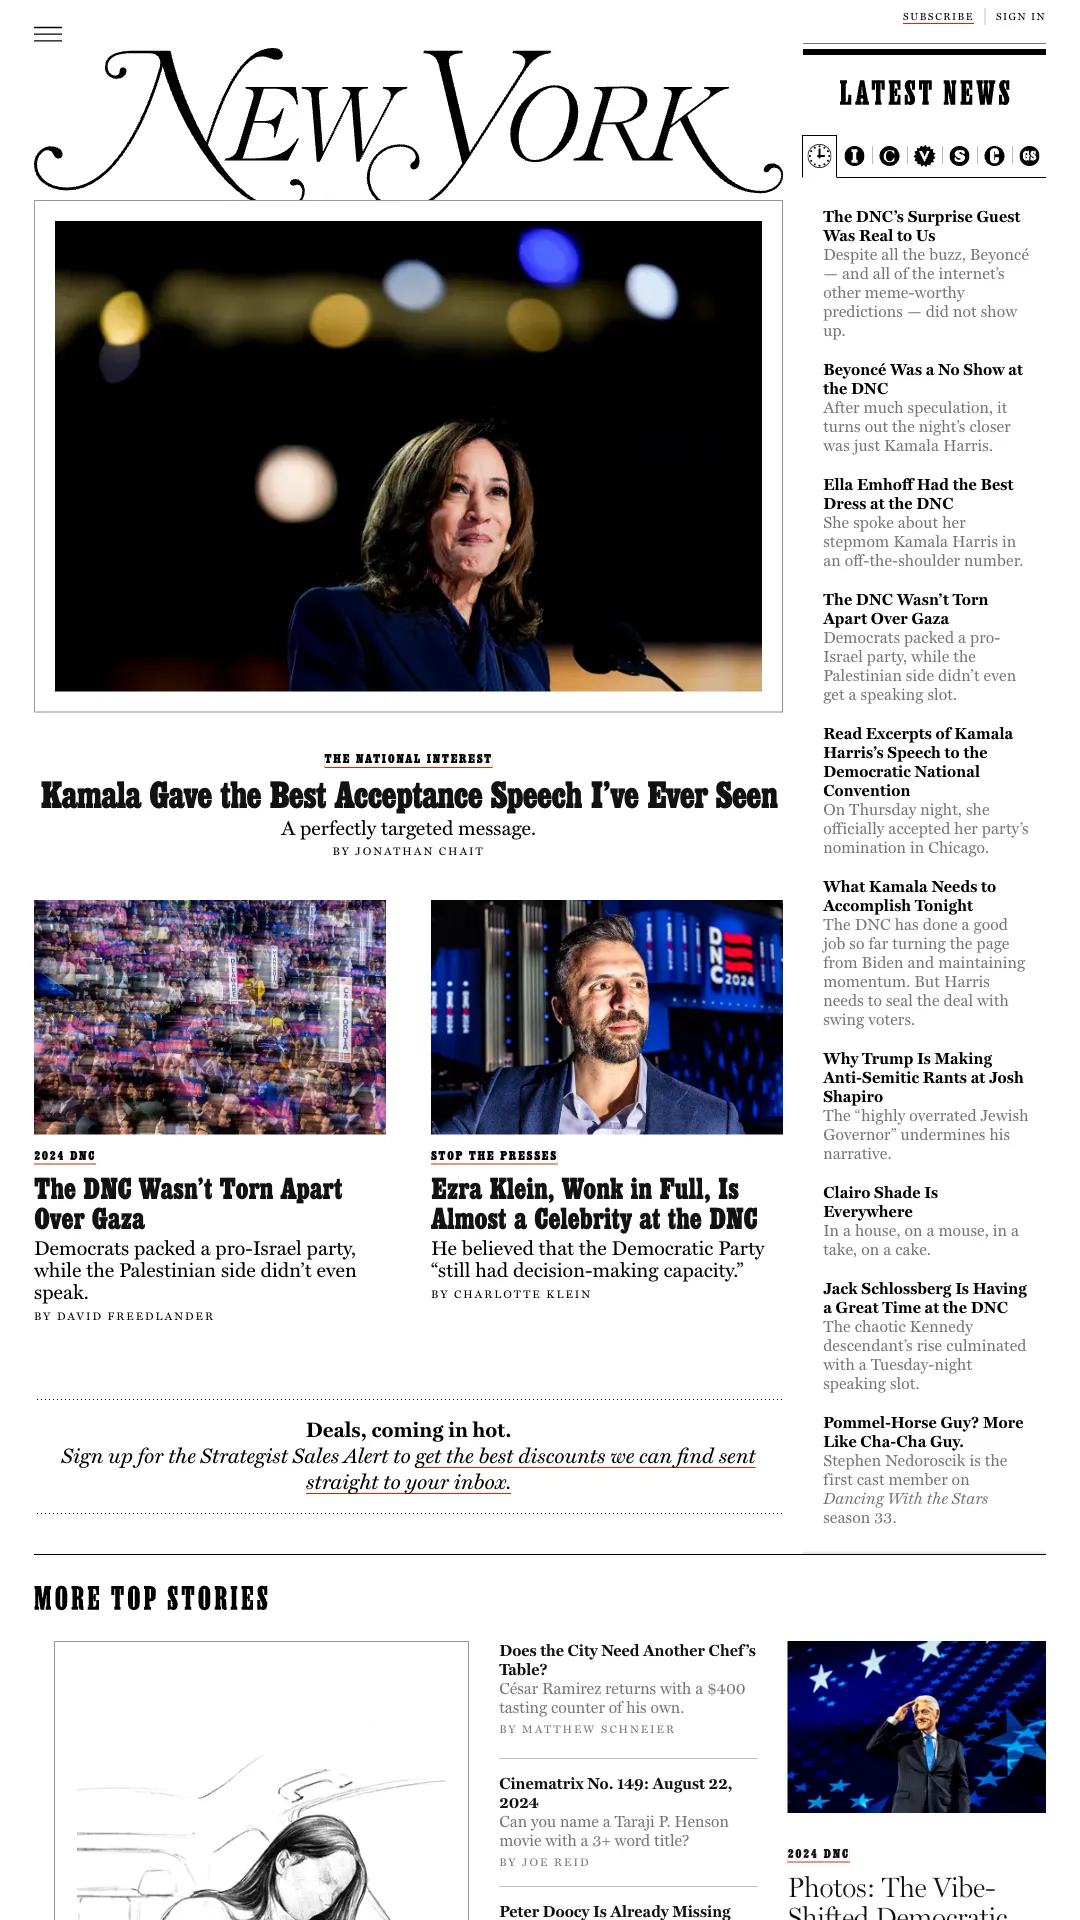 SUBSCRIBE
SIGN IN
NEW YORK
LATEST NEWS
I
C
V
S
C
GS
The DNC’s Surprise Guest
Was Real to Us
Despite all the buzz, Beyoncé
— and all of the internet’s
other meme-worthy
predictions — did not show
up.
Beyoncé Was a No Show at
the DNC
After much speculation, it
turns out the night’s closer
was just Kamala Harris.
Ella Emhoff Had the Best
Dress at the DNC
She spoke about her
stepmom Kamala Harris in
an off-the-shoulder number.
The DNC Wasn’t Torn
Apart Over Gaza
Democrats packed a pro-
Israel party, while the
Palestinian side didn’t even
get a speaking slot.
Read Excerpts of Kamala
Harris’s Speech to the
Democratic National
Convention
On Thursday night, she
officially accepted her party’s
nomination in Chicago.
What Kamala Needs to
Accomplish Tonight
The DNC has done a good
job so far turning the page
from Biden and maintaining
momentum. But Harris
needs to seal the deal with
swing voters.
Why Trump Is Making
Anti-Semitic Rants at Josh
Shapiro
The “highly overrated Jewish
Governor” undermines his
narrative.
Clairo Shade Is
Everywhere
In a house, on a mouse, in a
take, on a cake.
Jack Schlossberg Is Having
a Great Time at the DNC
The chaotic Kennedy
descendant’s rise culminated
with a Tuesday-night
speaking slot.
Pommel-Horse Guy? More
Like Cha-Cha Guy.
Stephen Nedoroscik is the
first cast member on
Dancing With the Stars
season 33.
THE NATIONAL INTEREST
Kamala Gave the Best Acceptance Speech I’ve Ever Seen
A perfectly targeted message.
BY JONATHAN CHAIT
CALIFORNIA
2024 DNC
The DNC Wasn’t Torn Apart
Over Gaza
Democrats packed a pro-Israel party,
while the Palestinian side didn’t even
speak.
BY DAVID FREEDLANDER
DNC
2024
STOP THE PRESSES
Ezra Klein, Wonk in Full, Is
Almost a Celebrity at the DNC
He believed that the Democratic Party
“still had decision-making capacity.”
BY CHARLOTTE KLEIN
Deals, coming in hot.
Sign up for the Strategist Sales Alert to get the best discounts we can find sent
straight to your inbox.
MORE TOP STORIES
Does the City Need Another Chef’s
Table?
César Ramirez returns with a $400
tasting counter of his own.
BY MATTHEW SCHNEIER
Cinematrix No. 149: August 22,
2024
Can you name a Taraji P. Henson
movie with a 3+ word title?
BY JOE REID
Peter Doocy Is Already Missing
2024 DNC
Photos: The Vibe-
Shifted Democratic